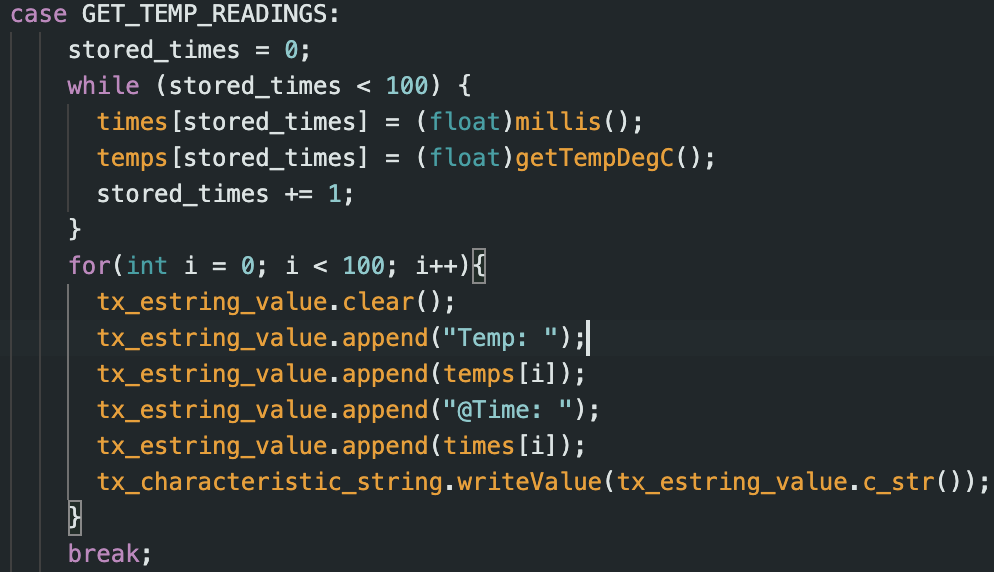 case GET_TEMP_READINGS:
stored_times = 0;
while (stored_times < 100) {
times[stored_times] = (float)millis();
temps[stored_times] = (float)getTempDegC();
stored_times += 1;
}
for(int i = 0; i < 100; i++){
tx_estring_value.clear();
tx_estring_value.append("Temp: ");
tx_estring_value.append(temps[i]);
tx_estring_value.append("@Time: ");
tx_estring_value.append(times[i]);
tx_characteristic_string.writeValue(tx_estring_value.c_str());
}
break;